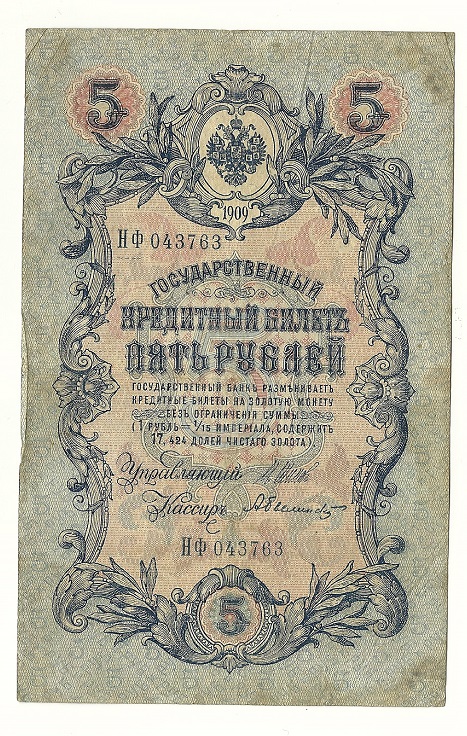 5 5
1909
НФ 043763
ГОСУДАРСТВЕННЫЙ
КРЕДИТНЫЙ БИЛЕТЪ
ПЯТЬ РУБЛЕЙ
ГОСУДАРСТВЕННЫЙ БАНКЪ РАЗМѢНИВАЕТЪ
КРЕДИТНЫЕ БИЛЕТЫ НА ЗОЛОТУЮ МОНЕТУ
БЕЗЪ ОГРАНИЧЕНІЯ СУММЫ
(1 РУБЛЬ = 1/15 ИМПЕРІАЛА, СОДЕРЖИТЪ
17,424 ДОЛЕЙ ЧИСТАГО ЗОЛОТА).
Управляющій
Кассиръ
НФ 043763
5